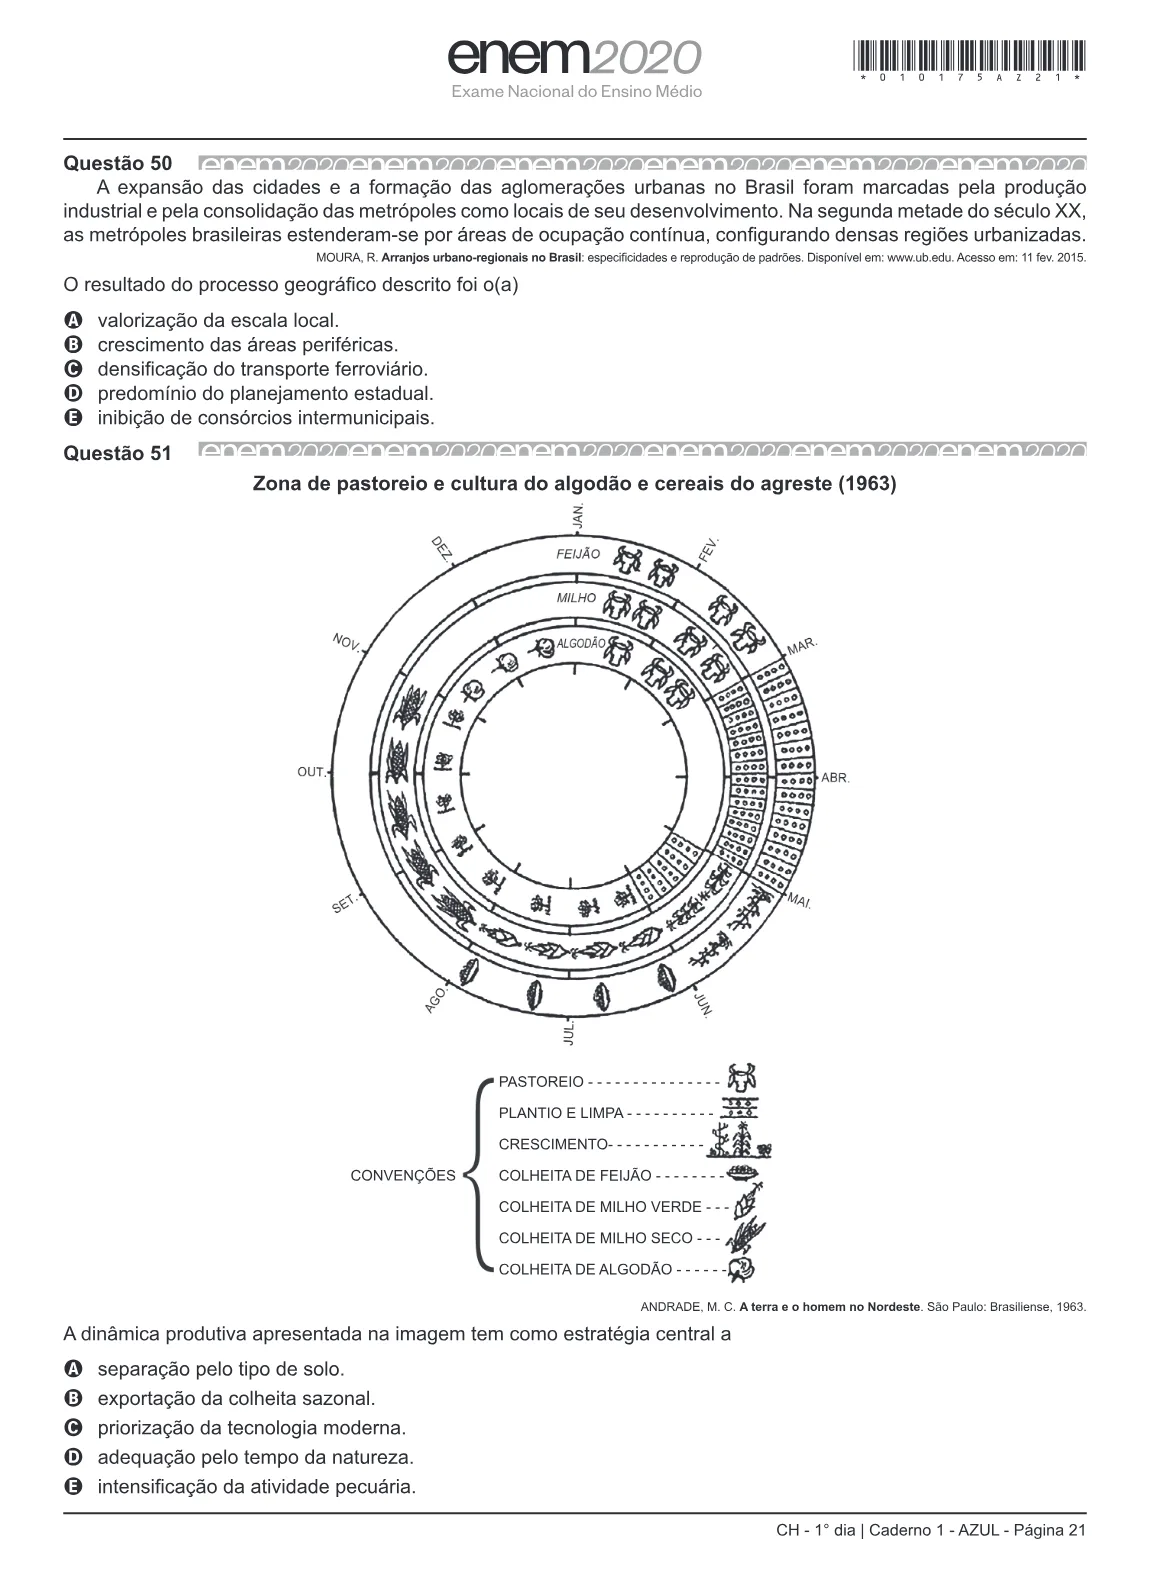 enem2020
Exame Nacional do Ensino Médio
*010175AZ21*
Questão 50 enem2020enem2020enem2020enem2020enem2020enem2020
A expansão das cidades e a formação das aglomerações urbanas no Brasil foram marcadas pela produção
industrial e pela consolidação das metrópoles como locais de seu desenvolvimento. Na segunda metade do século XX,
as metrópoles brasileiras estenderam-se por áreas de ocupação contínua, configurando densas regiões urbanizadas.
MOURA, R. Arranjos urbano-regionais no Brasil: especificidades e reprodução de padrões. Disponível em: www.ub.edu. Acesso em: 11 fev. 2015.
O resultado do processo geográfico descrito foi o(a)
A valorização da escala local.
B crescimento das áreas periféricas.
C densificação do transporte ferroviário.
D predomínio do planejamento estadual.
E inibição de consórcios intermunicipais.
Questão 51 enem2020enem2020enem2020enem2020enem2020enem2020
Zona de pastoreio e cultura do algodão e cereais do agreste (1963)
JAN.
FEV.
MAR.
ABR.
MAI.
JUN.
JUL.
AGO.
SET.
OUT.
NOV.
DEZ.
FEIJÃO
MILHO
ALGODÃO
CONVENÇÕES
PASTOREIO - - - - - - - - - - - - - - -
PLANTIO E LIMPA - - - - - - - - - -
CRESCIMENTO- - - - - - - - - - -
COLHEITA DE FEIJÃO - - - - - - - -
COLHEITA DE MILHO VERDE - - -
COLHEITA DE MILHO SECO - - -
COLHEITA DE ALGODÃO - - - - - -
ANDRADE, M. C. A terra e o homem no Nordeste. São Paulo: Brasiliense, 1963.
A dinâmica produtiva apresentada na imagem tem como estratégia central a
A separação pelo tipo de solo.
B exportação da colheita sazonal.
C priorização da tecnologia moderna.
D adequação pelo tempo da natureza.
E intensificação da atividade pecuária.
CH - 1° dia | Caderno 1 - AZUL - Página 21